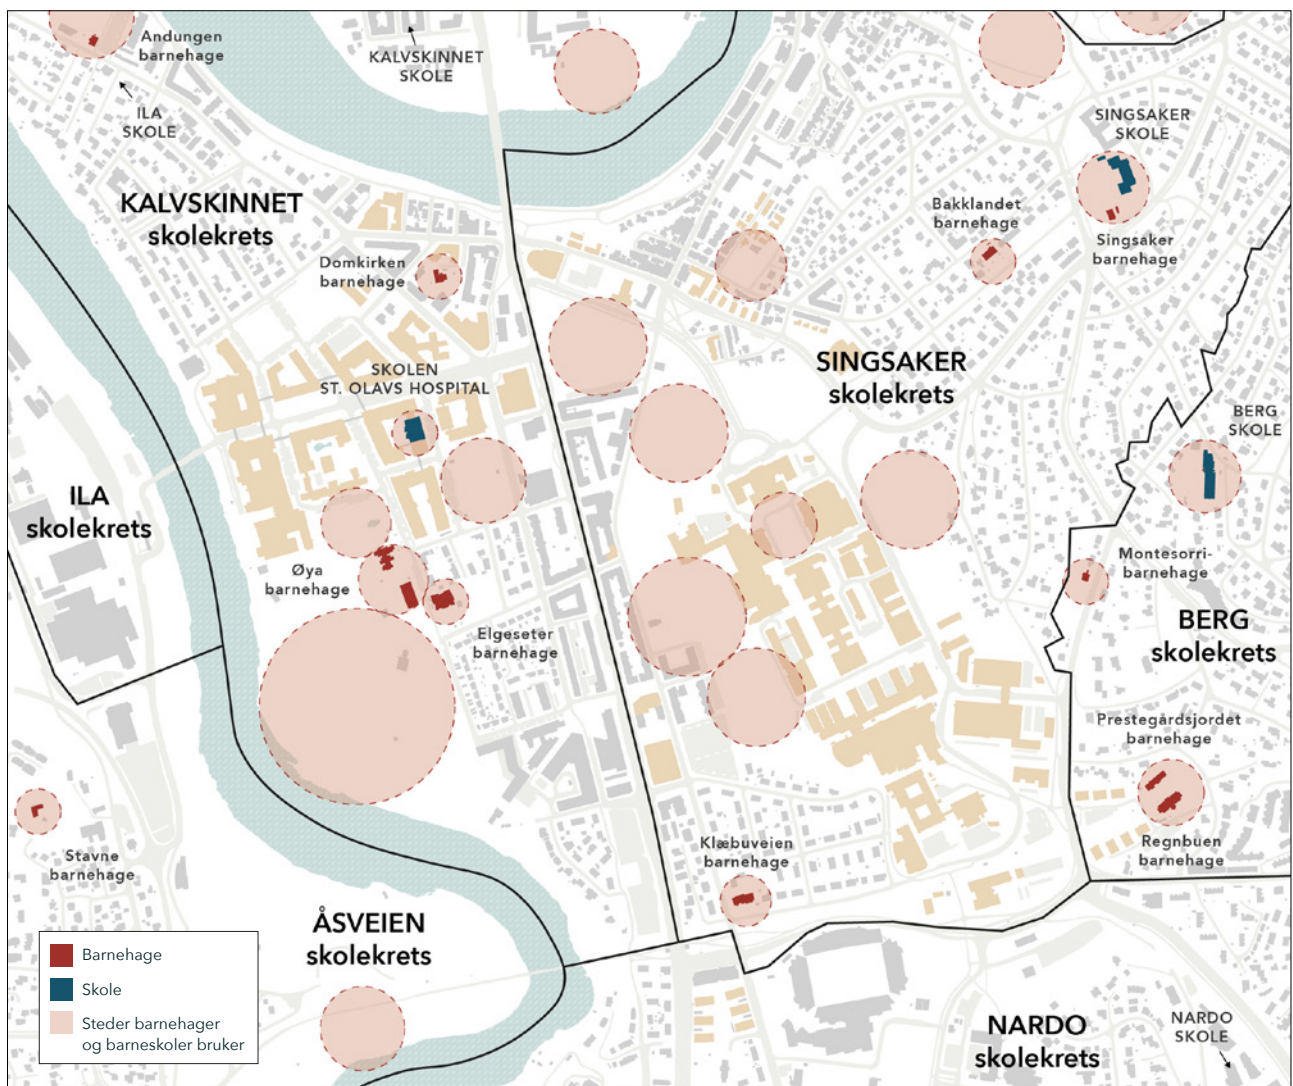 Andungen
barnehage
ILA
SKOLE
KALVSKINNET
SKOLE
KALVSKINNET
skolekrets
Domkirken
barnehage
SKOLEN
ST. OLAVS HOSPITAL
SINGSAKER
SKOLE
Bakklandet
barnehage
Singsaker
barnehage
SINGSAKER
skolekrets
BERG
SKOLE
ILA
skolekrets
Øya
barnehage
Elgeseter
barnehage
Montesorri-
barnehage
BERG
skolekrets
Prestegårdsjordet
barnehage
Regnbuen
barnehage
Klæbuveien
barnehage
Stavne
barnehage
ÅSVEIEN
skolekrets
NARDO
skolekrets
NARDO
SKOLE
Barnehage
Skole
Steder barnehager
og barneskoler bruker